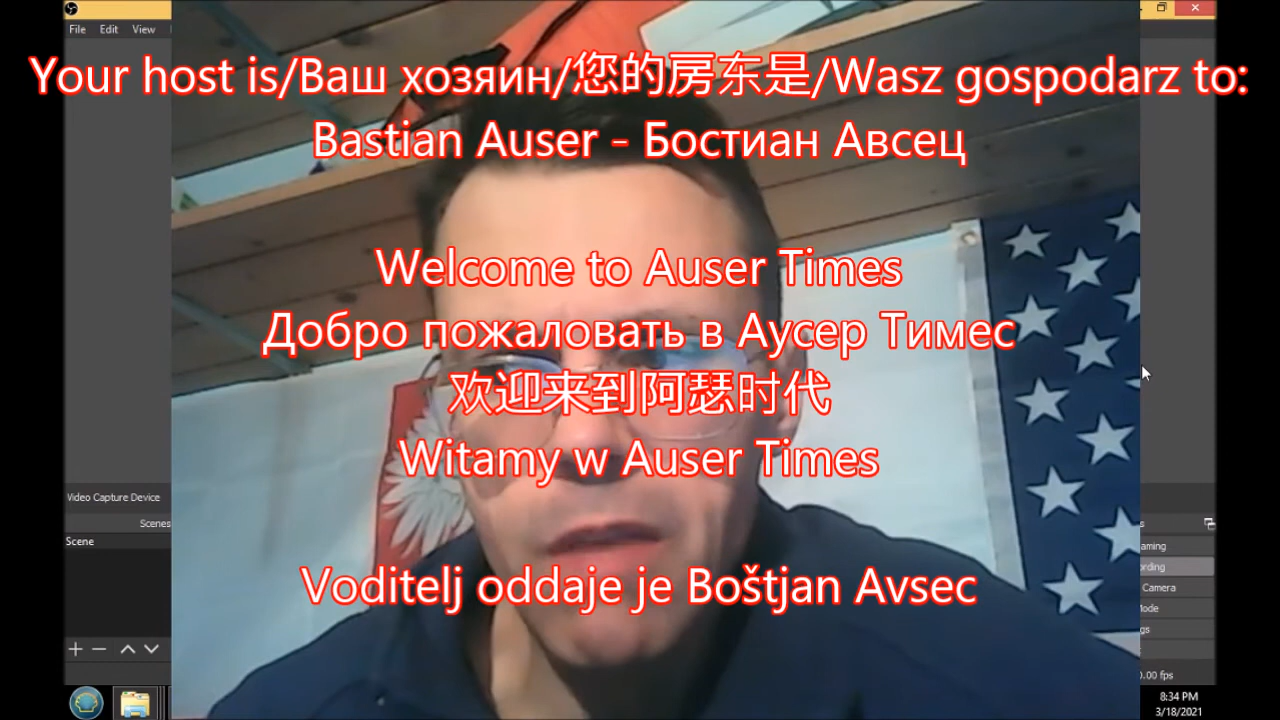 File Edit View
Your host is/Ваш хозяин/您的房东是/Wasz gospodarz to:
Bastian Auser - Бостиан Авсец
Welcome to Auser Times
Добро пожаловать в Аусер Тимес
欢迎来到阿瑟时代
Witamy w Auser Times
Video Capture Device
Scenes
Scene
Voditelj oddaje je Boštjan Avsec
Camera
fps
8:34 PM
3/18/2021